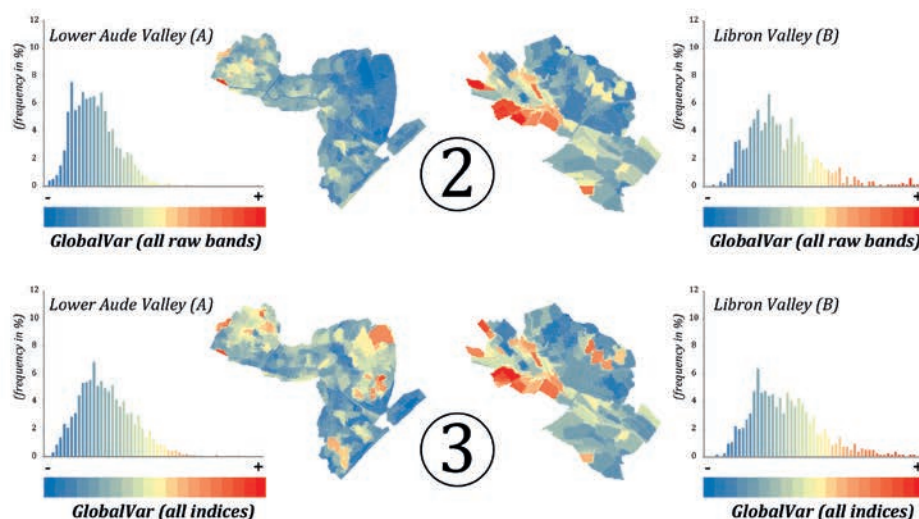 Lower Aude Valley (A)
(frequency in %)
12
10
8
6
4
2
0
- +
GlobalVar (all raw bands)
2
Libron Valley (B)
(frequency in %)
12
10
8
6
4
2
0
- +
GlobalVar (all raw bands)
Lower Aude Valley (A)
(frequency in %)
12
10
8
6
4
2
0
- +
GlobalVar (all indices)
3
Libron Valley (B)
(frequency in %)
12
10
8
6
4
2
0
- +
GlobalVar (all indices)